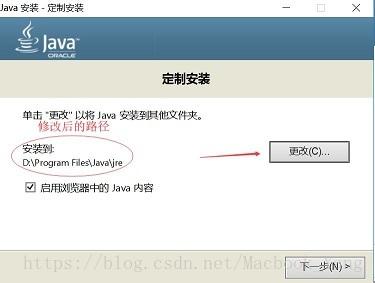 Java 安装 - 定制安装
Java
ORACLE
定制安装
单击 "更改" 以将 Java 安装到其他文件夹。
修改后的路径
安装到:
D:\Program Files\Java\jre
更改(C)...
启用浏览器中的 Java 内容
https://blog.csdn.net/Macbook_Long
下一步(N) >